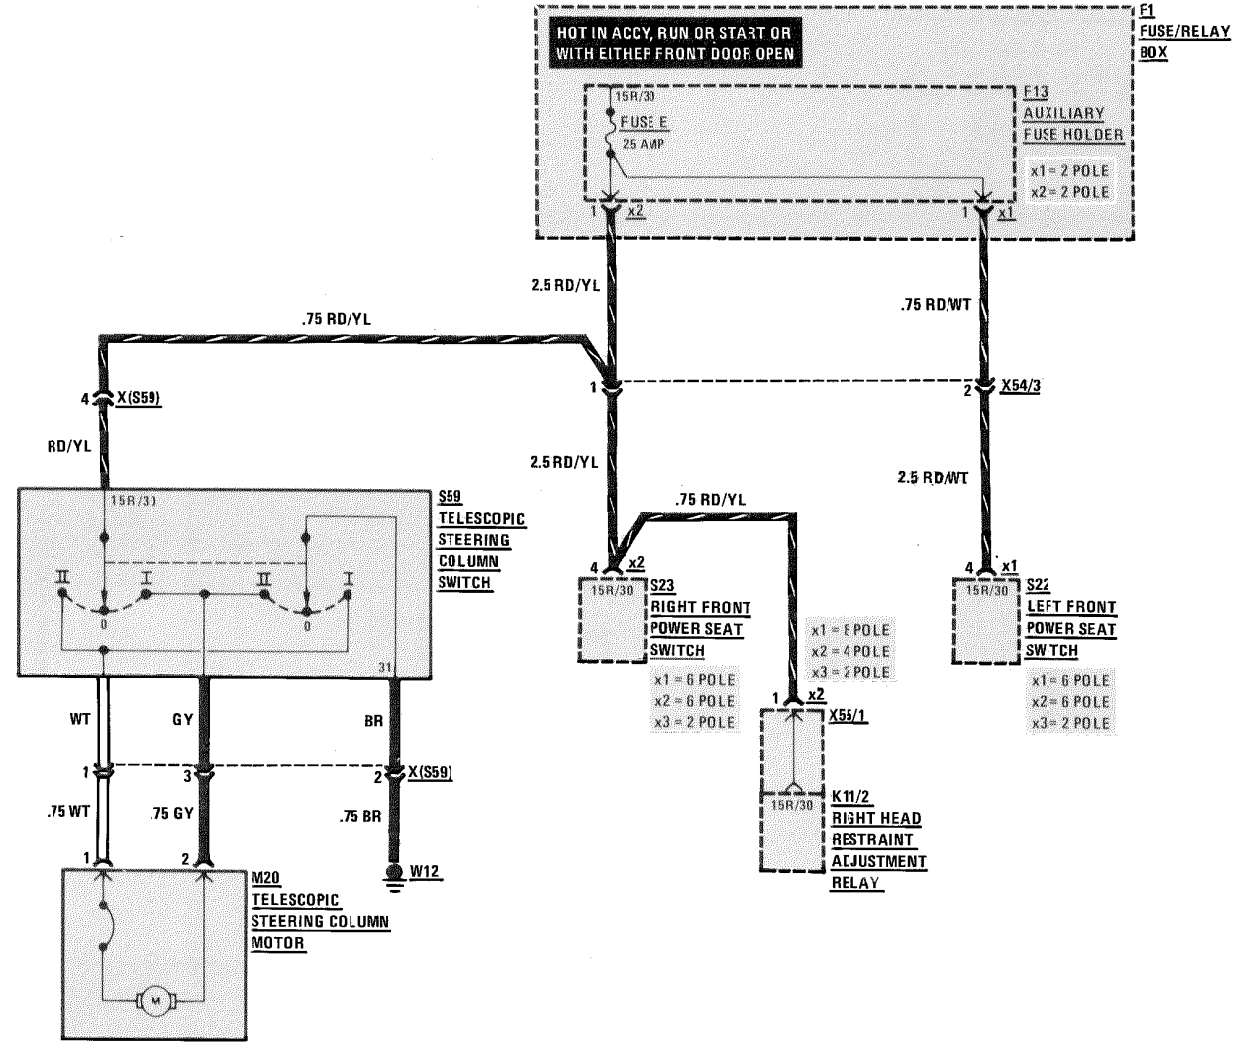 F1
FUSE/RELAY
BOX
HOT IN ACCY, RUN OR START OR
WITH EITHER FRONT DOOR OPEN
15R/30
FUSE E
25 AMP
F13
AUXILIARY
FUSE HOLDER
x1= 2 POLE
x2= 2 POLE
1 x2
1 x1
2.5 RD/YL
.75 RD/WT
.75 RD/YL
1
2 X54/3
4 X(S59)
RD/YL
2.5 RD/YL
2.5 RD/WT
.75 RD/YL
15R/30
S59
TELESCOPIC
STEERING
COLUMN
SWITCH
II I II I
0 0
31
4 x2
15R/30
S23
RIGHT FRONT
POWER SEAT
SWITCH
x1 = 6 POLE
x2 = 6 POLE
x3 = 2 POLE
4 x1
15R/30
S22
LEFT FRONT
POWER SEAT
SWTCH
x1= 6 POLE
x2= 6 POLE
x3= 2 POLE
x1 = POLE
x2 = 4 POLE
x3 = 2 POLE
1 x2
X55/1
15R/30
K11/2
RIGHT HEAD
RESTRAINT
ADJUSTMENT
RELAY
WT GY BR
1 3 2 X(S59)
.75 WT .75 GY .75 BR
1 2
W12
M20
TELESCOPIC
STEERING COLUMN
MOTOR
M